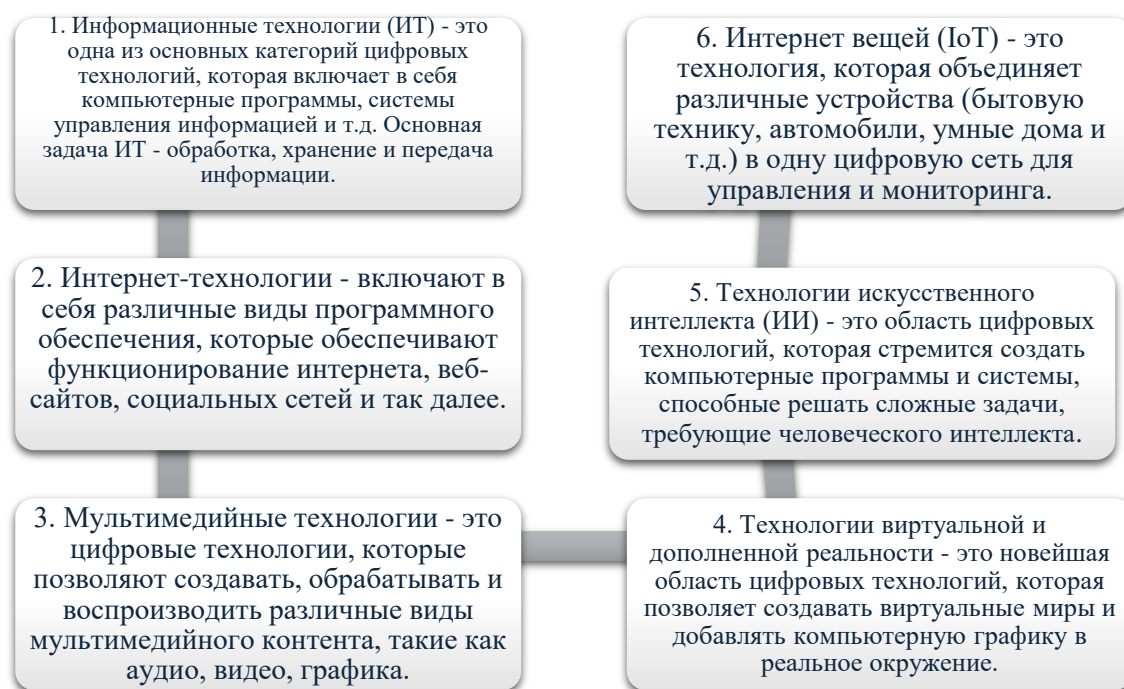 1. Информационные технологии (ИТ) - это
одна из основных категорий цифровых
технологий, которая включает в себя
компьютерные программы, системы
управления информацией и т.д. Основная
задача ИТ - обработка, хранение и передача
информации.
2. Интернет-технологии - включают в
себя различные виды программного
обеспечения, которые обеспечивают
функционирование интернета, веб-
сайтов, социальных сетей и так далее.
3. Мультимедийные технологии - это
цифровые технологии, которые
позволяют создавать, обрабатывать и
воспроизводить различные виды
мультимедийного контента, такие как
аудио, видео, графика.
4. Технологии виртуальной и
дополненной реальности - это новейшая
область цифровых технологий, которая
позволяет создавать виртуальные миры и
добавлять компьютерную графику в
реальное окружение.
5. Технологии искусственного
интеллекта (ИИ) - это область цифровых
технологий, которая стремится создать
компьютерные программы и системы,
способные решать сложные задачи,
требующие человеческого интеллекта.
6. Интернет вещей (IoT) - это
технология, которая объединяет
различные устройства (бытовую
технику, автомобили, умные дома и
т.д.) в одну цифровую сеть для
управления и мониторинга.